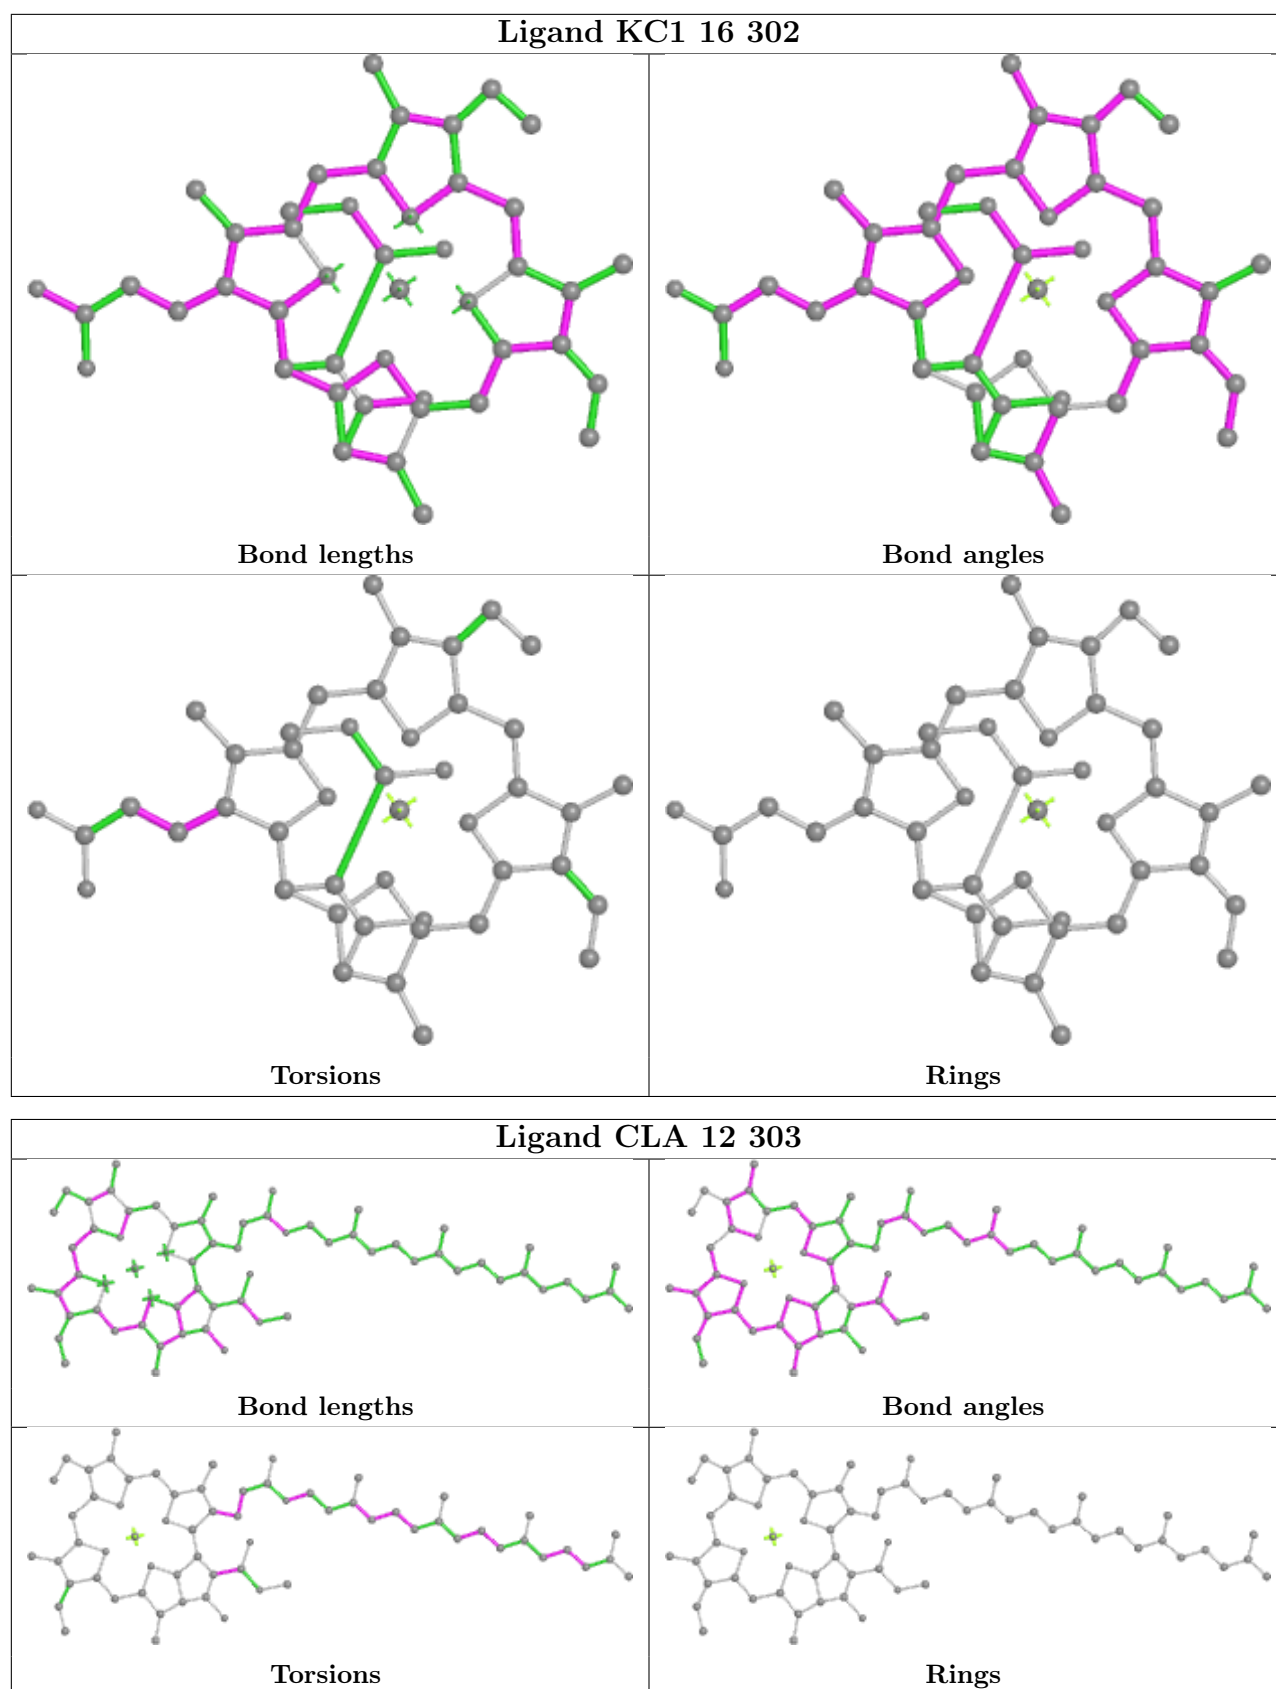 Ligand KC1 16 302
Bond lengths
Bond angles
Torsions
Rings
Ligand CLA 12 303
Bond lengths
Bond angles
Torsions
Rings